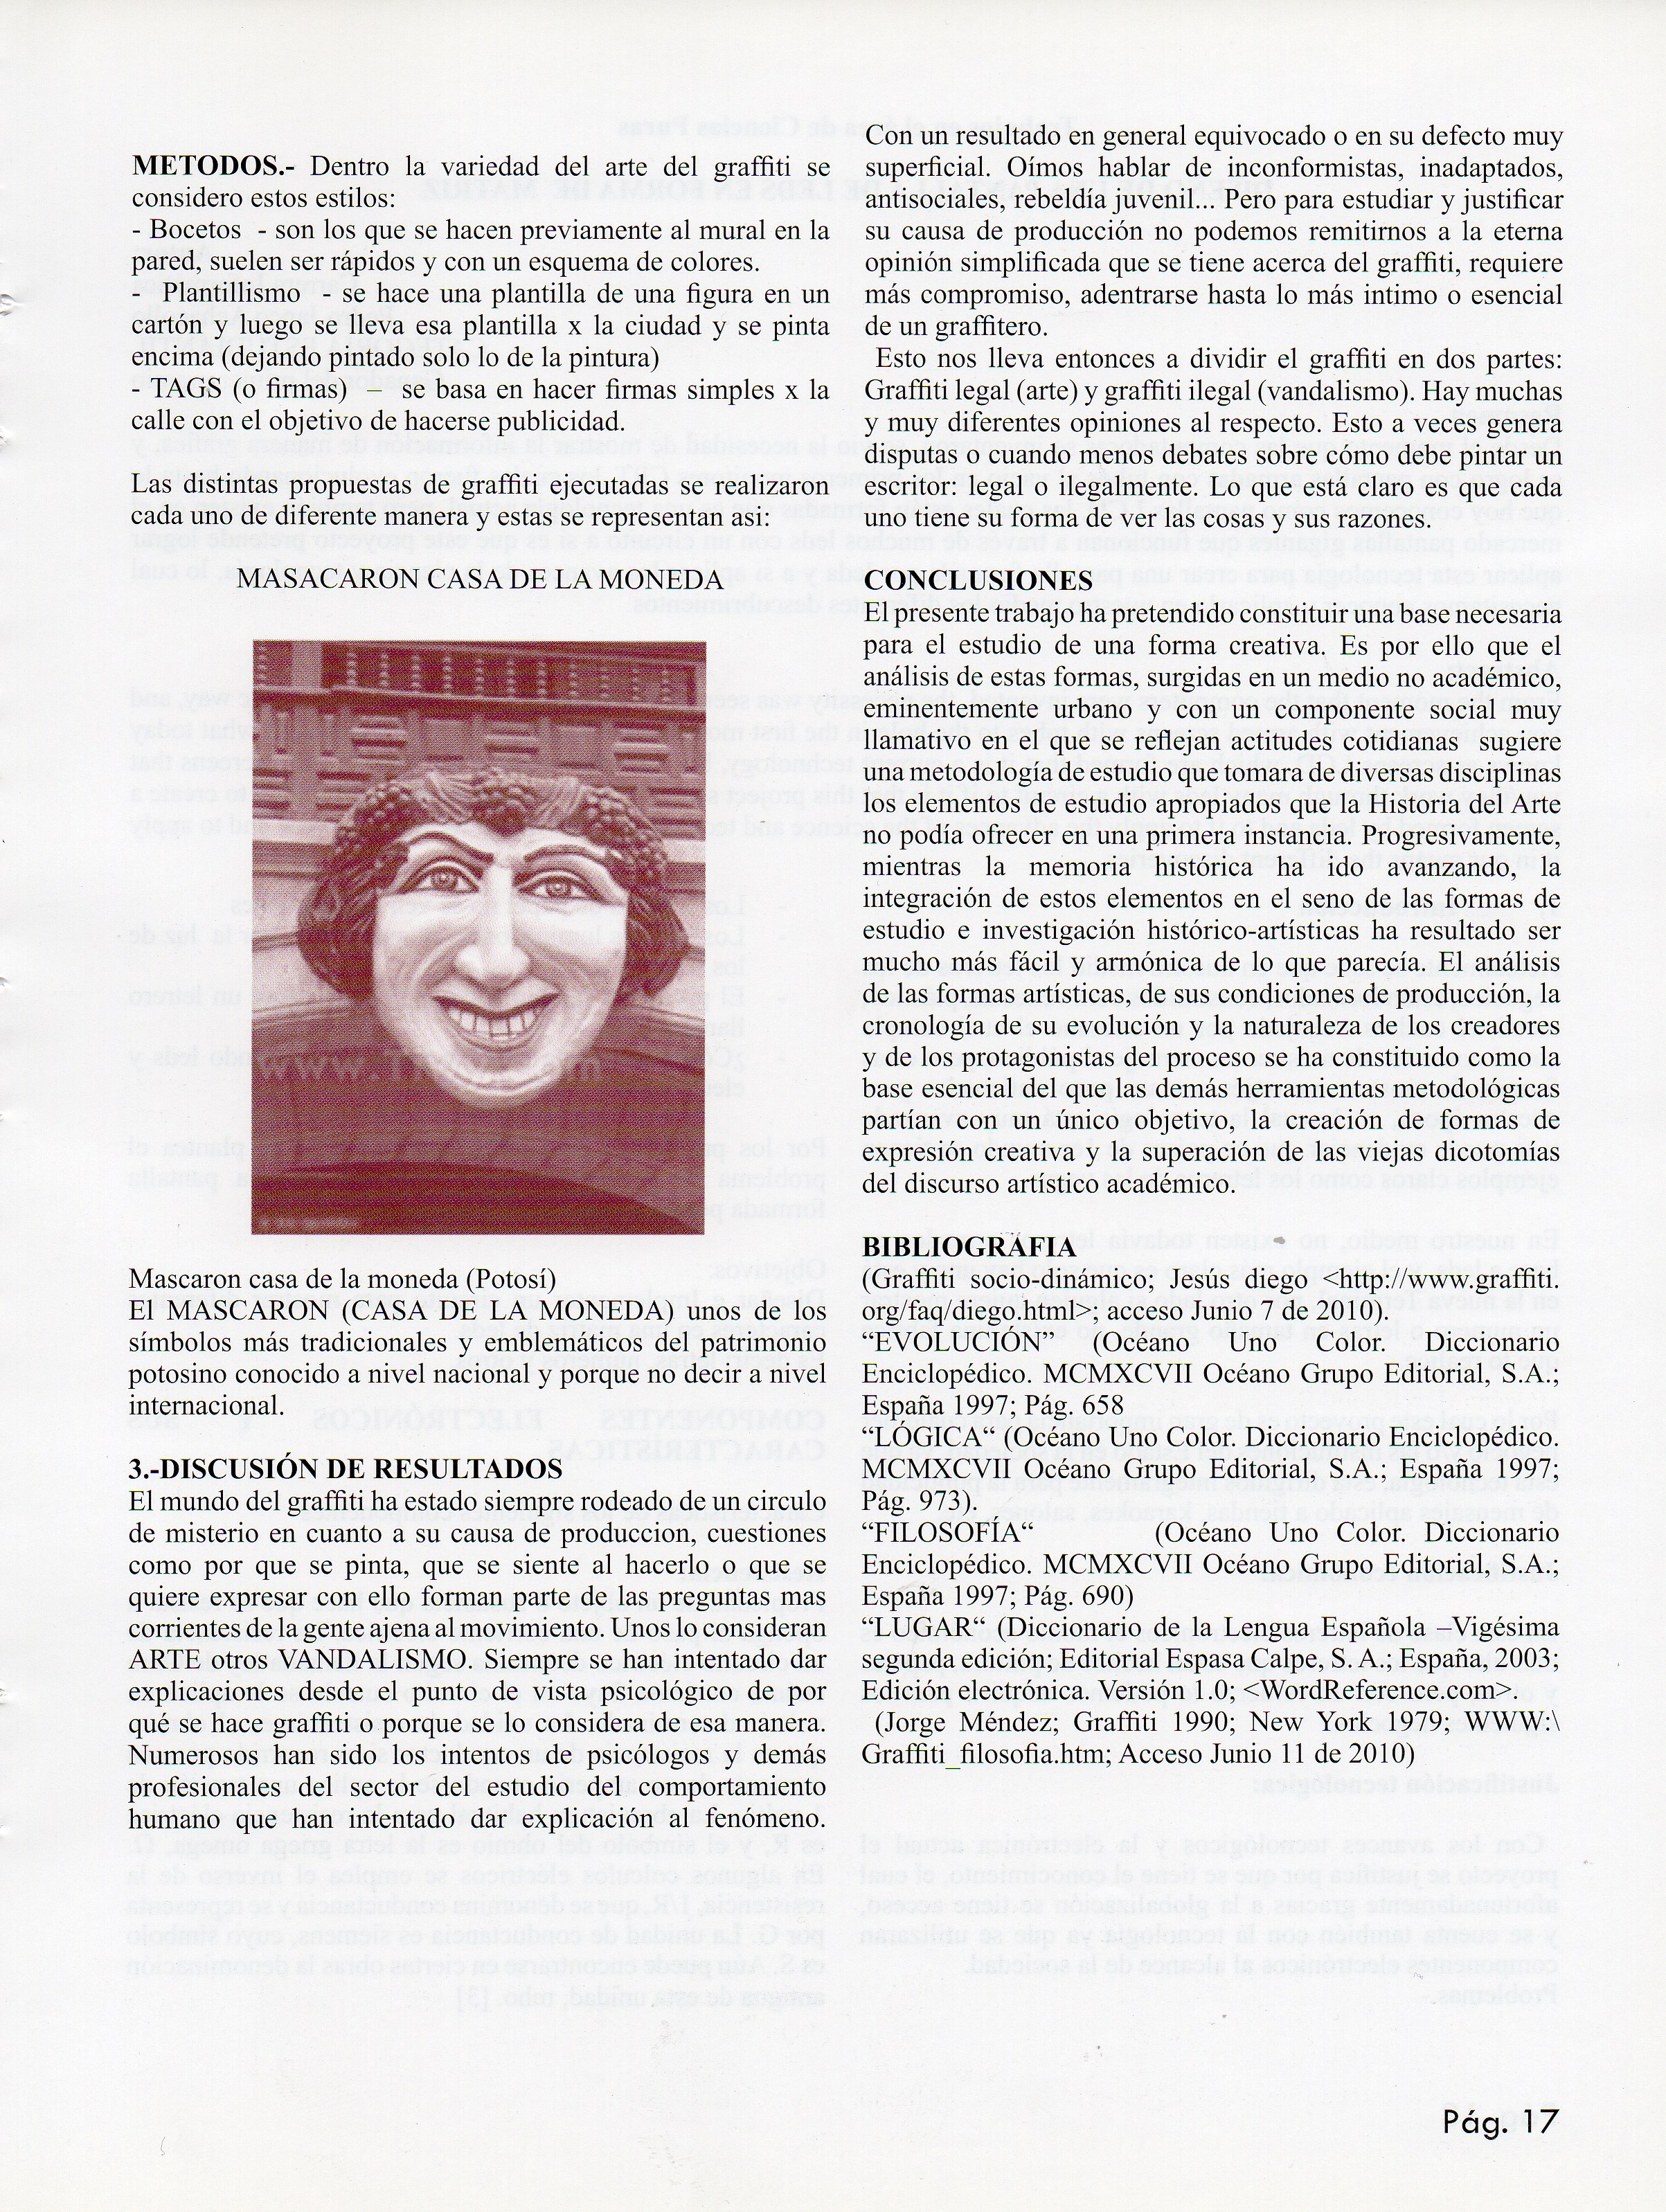 METODOS.- Dentro la variedad del arte del graffiti se
considero estos estilos:
- Bocetos - son los que se hacen previamente al mural en la
pared, suelen ser rápidos y con un esquema de colores.
- Plantillismo - se hace una plantilla de una figura en un
cartón y luego se lleva esa plantilla x la ciudad y se pinta
encima (dejando pintado solo lo de la pintura)
- TAGS (o firmas) – se basa en hacer firmas simples x la
calle con el objetivo de hacerse publicidad.
Las distintas propuestas de graffiti ejecutadas se realizaron
cada uno de diferente manera y estas se representan asi:
MASACARON CASA DE LA MONEDA
Mascaron casa de la moneda (Potosí)
El MASCARON (CASA DE LA MONEDA) unos de los
símbolos más tradicionales y emblemáticos del patrimonio
potosino conocido a nivel nacional y porque no decir a nivel
internacional.
3.-DISCUSIÓN DE RESULTADOS
El mundo del graffiti ha estado siempre rodeado de un circulo
de misterio en cuanto a su causa de produccion, cuestiones
como por que se pinta, que se siente al hacerlo o que se
quiere expresar con ello forman parte de las preguntas mas
corrientes de la gente ajena al movimiento. Unos lo consideran
ARTE otros VANDALISMO. Siempre se han intentado dar
explicaciones desde el punto de vista psicológico de por
qué se hace graffiti o porque se lo considera de esa manera.
Numerosos han sido los intentos de psicólogos y demás
profesionales del sector del estudio del comportamiento
humano que han intentado dar explicación al fenómeno.
Con un resultado en general equivocado o en su defecto muy
superficial. Oímos hablar de inconformistas, inadaptados,
antisociales, rebeldía juvenil... Pero para estudiar y justificar
su causa de producción no podemos remitirnos a la eterna
opinión simplificada que se tiene acerca del graffiti, requiere
más compromiso, adentrarse hasta lo más intimo o esencial
de un graffitero.
Esto nos lleva entonces a dividir el graffiti en dos partes:
Graffiti legal (arte) y graffiti ilegal (vandalismo). Hay muchas
y muy diferentes opiniones al respecto. Esto a veces genera
disputas o cuando menos debates sobre cómo debe pintar un
escritor: legal o ilegalmente. Lo que está claro es que cada
uno tiene su forma de ver las cosas y sus razones.
CONCLUSIONES
El presente trabajo ha pretendido constituir una base necesaria
para el estudio de una forma creativa. Es por ello que el
análisis de estas formas, surgidas en un medio no académico,
eminentemente urbano y con un componente social muy
llamativo en el que se reflejan actitudes cotidianas sugiere
una metodología de estudio que tomara de diversas disciplinas
los elementos de estudio apropiados que la Historia del Arte
no podía ofrecer en una primera instancia. Progresivamente,
mientras la memoria histórica ha ido avanzando, la
integración de estos elementos en el seno de las formas de
estudio e investigación histórico-artísticas ha resultado ser
mucho más fácil y armónica de lo que parecía. El análisis
de las formas artísticas, de sus condiciones de producción, la
cronología de su evolución y la naturaleza de los creadores
y de los protagonistas del proceso se ha constituido como la
base esencial del que las demás herramientas metodológicas
partían con un único objetivo, la creación de formas de
expresión creativa y la superación de las viejas dicotomías
del discurso artístico académico.
BIBLIOGRAFIA
(Graffiti socio-dinámico; Jesús diego <http://www.graffiti.
org/faq/diego.html>; acceso Junio 7 de 2010).
“EVOLUCIÓN” (Océano Uno Color. Diccionario
Enciclopédico. MCMXCVII Océano Grupo Editorial, S.A.;
España 1997; Pág. 658
“LÓGICA“ (Océano Uno Color. Diccionario Enciclopédico.
MCMXCVII Océano Grupo Editorial, S.A.; España 1997;
Pág. 973).
“FILOSOFÍA“ (Océano Uno Color. Diccionario
Enciclopédico. MCMXCVII Océano Grupo Editorial, S.A.;
España 1997; Pág. 690)
“LUGAR“ (Diccionario de la Lengua Española –Vigésima
segunda edición; Editorial Espasa Calpe, S. A.; España, 2003;
Edición electrónica. Versión 1.0; <WordReference.com>.
(Jorge Méndez; Graffiti 1990; New York 1979; WWW:\
Graffiti_filosofia.htm; Acceso Junio 11 de 2010)
Pág. 17